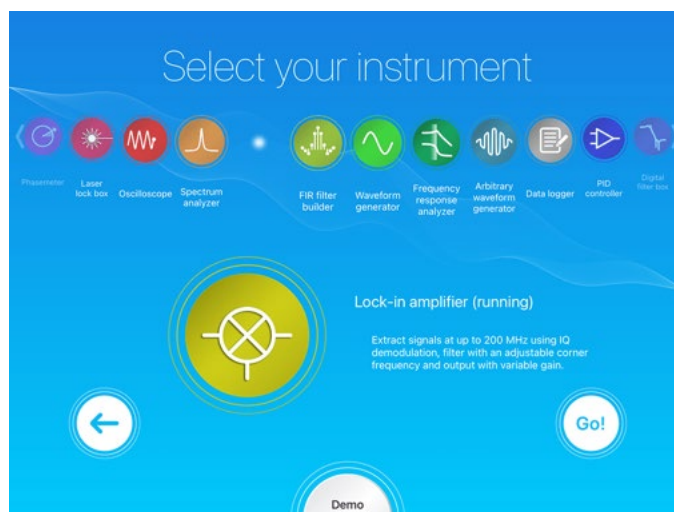 Select your instrument
Phasemeter
Laser
lock box
Oscilloscope
Spectrum
analyzer
FIR filter
builder
Waveform
generator
Frequency
response
analyzer
Arbitrary
waveform
generator
Data logger
PID
controller
Digital
filter box
Lock-in amplifier (running)
Extract signals at up to 200 MHz using IQ
demodulation, filter with an adjustable corner
frequency and output with variable gain.
Go!
Demo